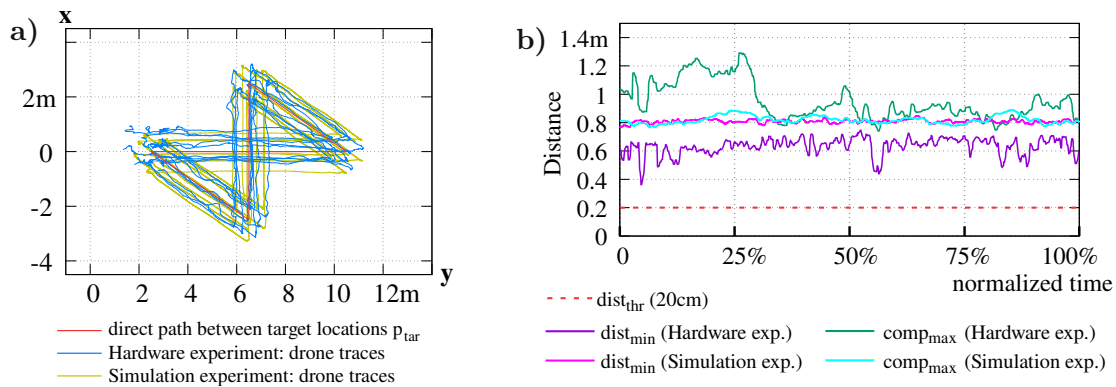 a)
x
2m
0
-2
-4
0 2 4 6 8 10 12m
y
direct path between target locations p_tar
Hardware experiment: drone traces
Simulation experiment: drone traces
b)
Distance
1.4m
1.2
1
0.8
0.6
0.4
0.2
0
0 25% 50% 75% 100%
normalized time
dist_thr (20cm)
dist_min (Hardware exp.) comp_max (Hardware exp.)
dist_min (Simulation exp.) comp_max (Simulation exp.)